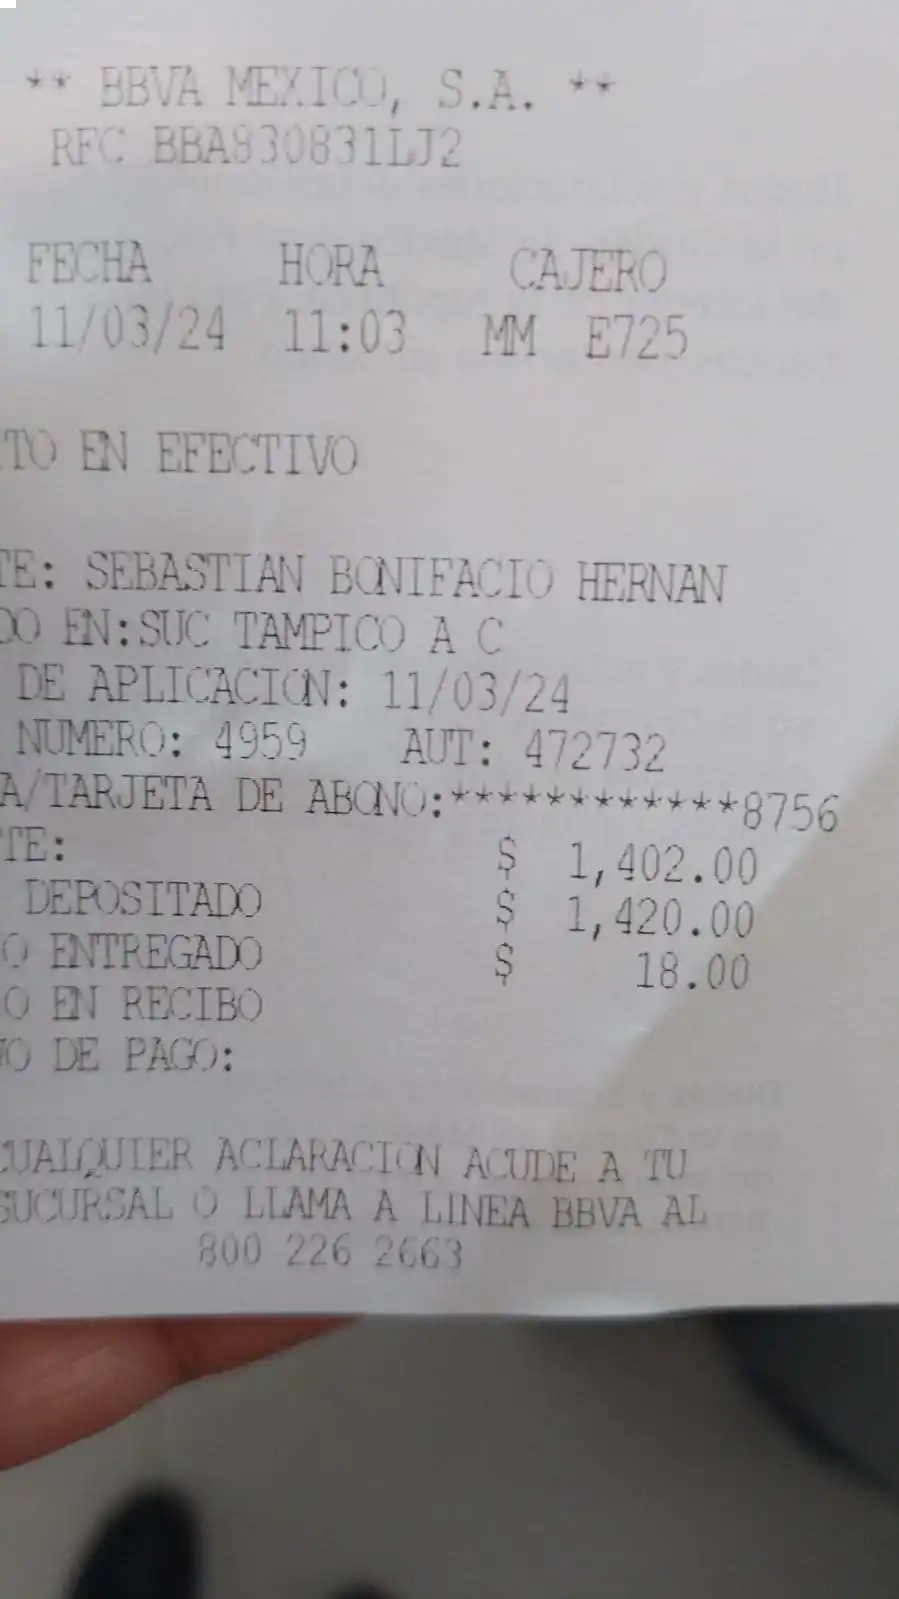 ** BBVA MEXICO, S.A. **
RFC BBA830831LJ2
FECHA HORA CAJERO
11/03/24 11:03 MM E725
TO EN EFECTIVO
TE: SEBASTIAN BONIFACIO HERNAN
DO EN:SUC TAMPICO A C
DE APLICACION: 11/03/24
NUMERO: 4959 AUT: 472732
A/TARJETA DE ABONO:************8756
TE: $ 1,402.00
DEPOSITADO $ 1,420.00
O ENTREGADO $ 18.00
O EN RECIBO
NO DE PAGO:
CUALQUIER ACLARACION ACUDE A TU
SUCURSAL O LLAMA A LINEA BBVA AL
800 226 2663